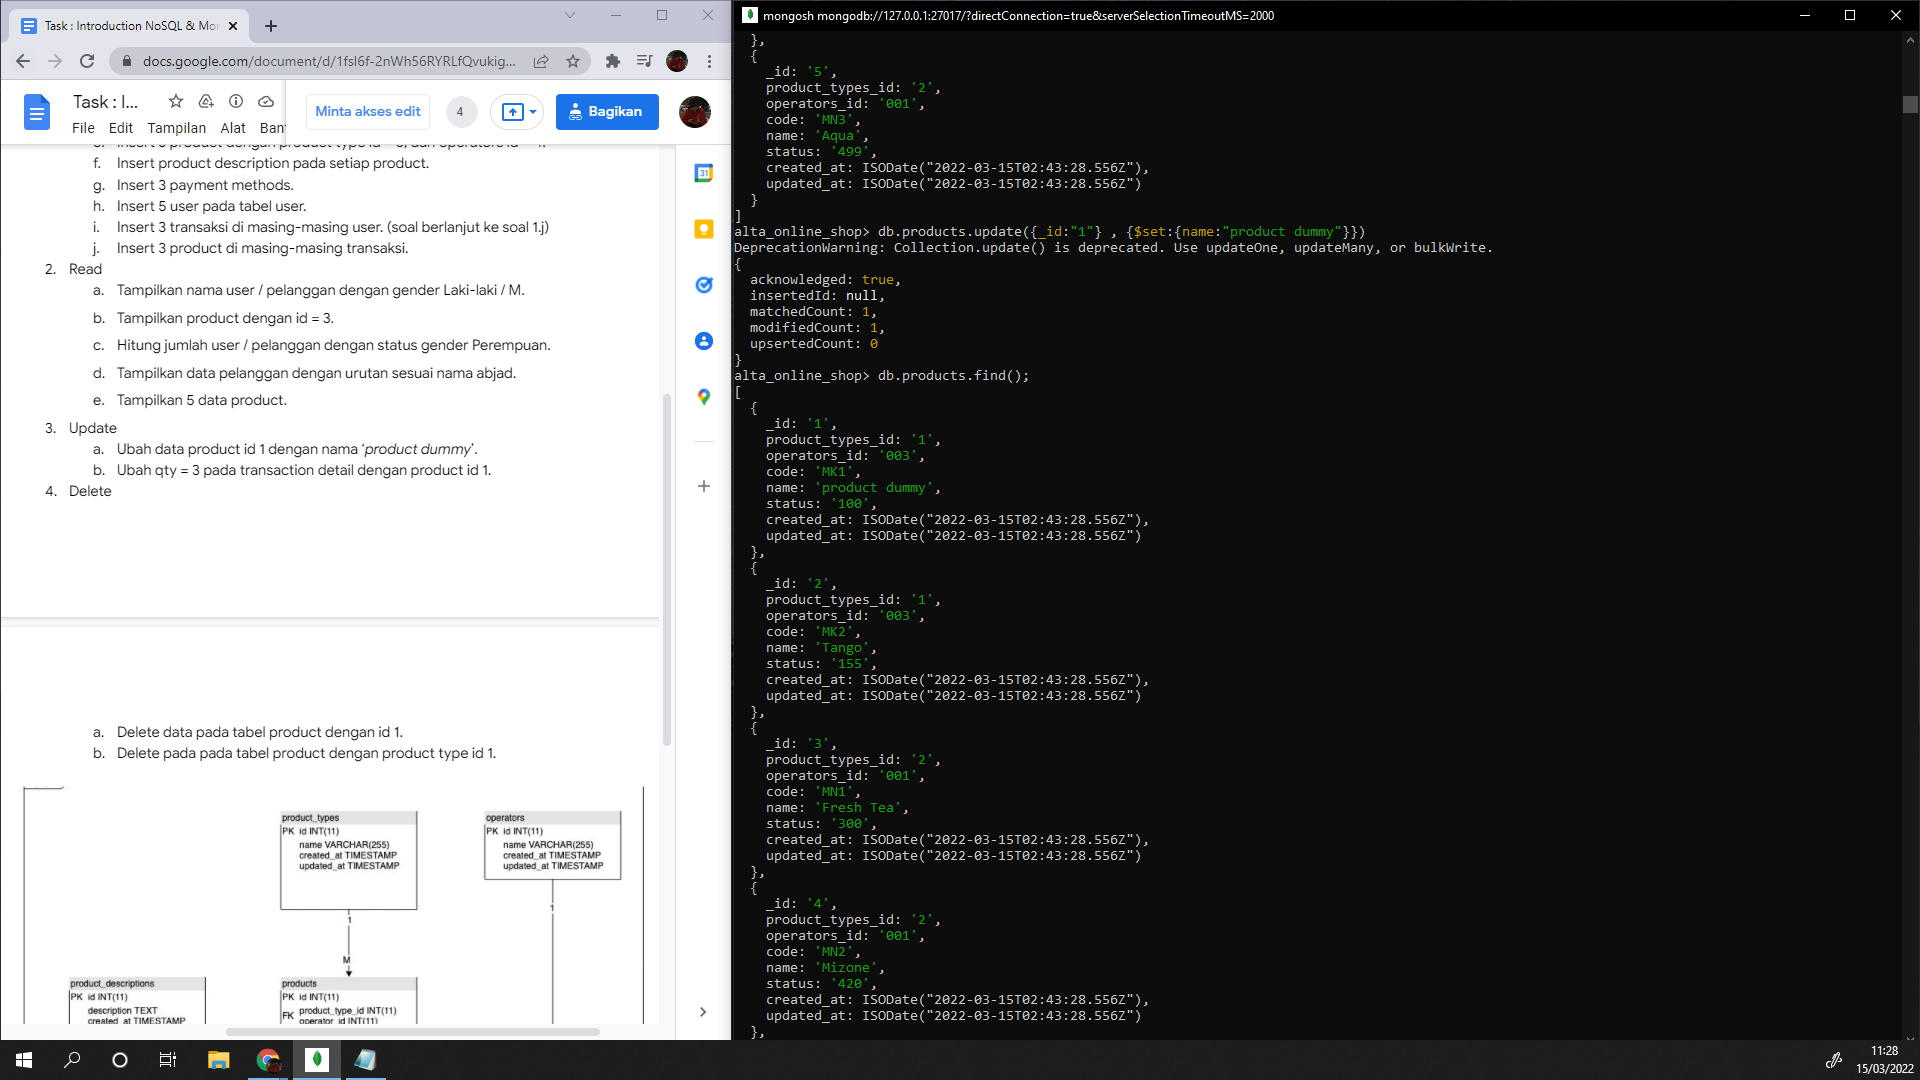 Task : Introduction NoSQL & Mor
docs.google.com/document/d/1fsI6f-2nWh56RYRLfQvukig...
Task : I...
File Edit Tampilan Alat Ban
Minta akses edit
4
Bagikan
f. Insert product description pada setiap product.
g. Insert 3 payment methods.
h. Insert 5 user pada tabel user.
i. Insert 3 transaksi di masing-masing user. (soal berlanjut ke soal 1.j)
j. Insert 3 product di masing-masing transaksi.
2. Read
a. Tampilkan nama user / pelanggan dengan gender Laki-laki / M.
b. Tampilkan product dengan id = 3.
c. Hitung jumlah user / pelanggan dengan status gender Perempuan.
d. Tampilkan data pelanggan dengan urutan sesuai nama abjad.
e. Tampilkan 5 data product.
3. Update
a. Ubah data product id 1 dengan nama ‘product dummy’.
b. Ubah qty = 3 pada transaction detail dengan product id 1.
4. Delete
a. Delete data pada tabel product dengan id 1.
b. Delete pada pada tabel product dengan product type id 1.
product_types
PK id INT(11)
name VARCHAR(255)
created_at TIMESTAMP
updated_at TIMESTAMP
operators
PK id INT(11)
name VARCHAR(255)
created_at TIMESTAMP
updated_at TIMESTAMP
1
1
M
product_descriptions
PK id INT(11)
description TEXT
created_at TIMESTAMP
products
PK id INT(11)
FK product_type_id INT(11)
operator_id INT(11)
31
mongosh mongodb://127.0.0.1:27017/?directConnection=true&serverSelectionTimeoutMS=2000
},
{
_id: '5',
product_types_id: '2',
operators_id: '001',
code: 'MN3',
name: 'Aqua',
status: '499',
created_at: ISODate("2022-03-15T02:43:28.556Z"),
updated_at: ISODate("2022-03-15T02:43:28.556Z")
}
]
alta_online_shop> db.products.update({_id:"1"} , {$set:{name:"product dummy"}})
DeprecationWarning: Collection.update() is deprecated. Use updateOne, updateMany, or bulkWrite.
{
acknowledged: true,
insertedId: null,
matchedCount: 1,
modifiedCount: 1,
upsertedCount: 0
}
alta_online_shop> db.products.find();
[
{
_id: '1',
product_types_id: '1',
operators_id: '003',
code: 'MK1',
name: 'product dummy',
status: '100',
created_at: ISODate("2022-03-15T02:43:28.556Z"),
updated_at: ISODate("2022-03-15T02:43:28.556Z")
},
{
_id: '2',
product_types_id: '1',
operators_id: '003',
code: 'MK2',
name: 'Tango',
status: '155',
created_at: ISODate("2022-03-15T02:43:28.556Z"),
updated_at: ISODate("2022-03-15T02:43:28.556Z")
},
{
_id: '3',
product_types_id: '2',
operators_id: '001',
code: 'MN1',
name: 'Fresh Tea',
status: '300',
created_at: ISODate("2022-03-15T02:43:28.556Z"),
updated_at: ISODate("2022-03-15T02:43:28.556Z")
},
{
_id: '4',
product_types_id: '2',
operators_id: '001',
code: 'MN2',
name: 'Mizone',
status: '420',
created_at: ISODate("2022-03-15T02:43:28.556Z"),
updated_at: ISODate("2022-03-15T02:43:28.556Z")
},
11:28
15/03/2022